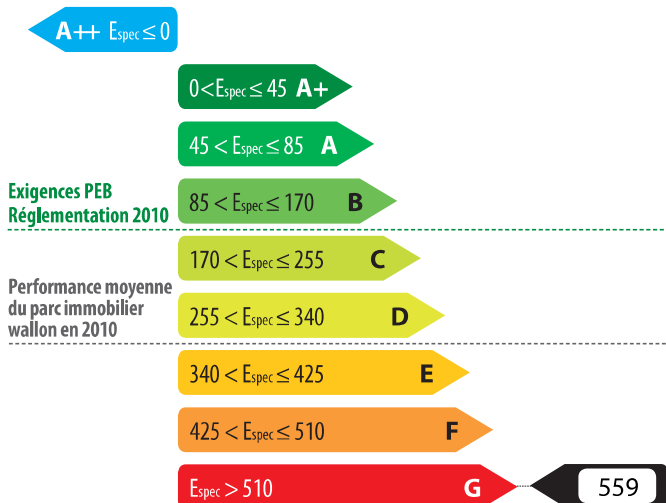 A++ Espec ≤ 0
0 < Espec ≤ 45 A+
45 < Espec ≤ 85 A
Exigences PEB
Réglementation 2010
85 < Espec ≤ 170 B
170 < Espec ≤ 255 C
Performance moyenne
du parc immobilier
wallon en 2010
255 < Espec ≤ 340 D
340 < Espec ≤ 425 E
425 < Espec ≤ 510 F
Espec > 510 G 559